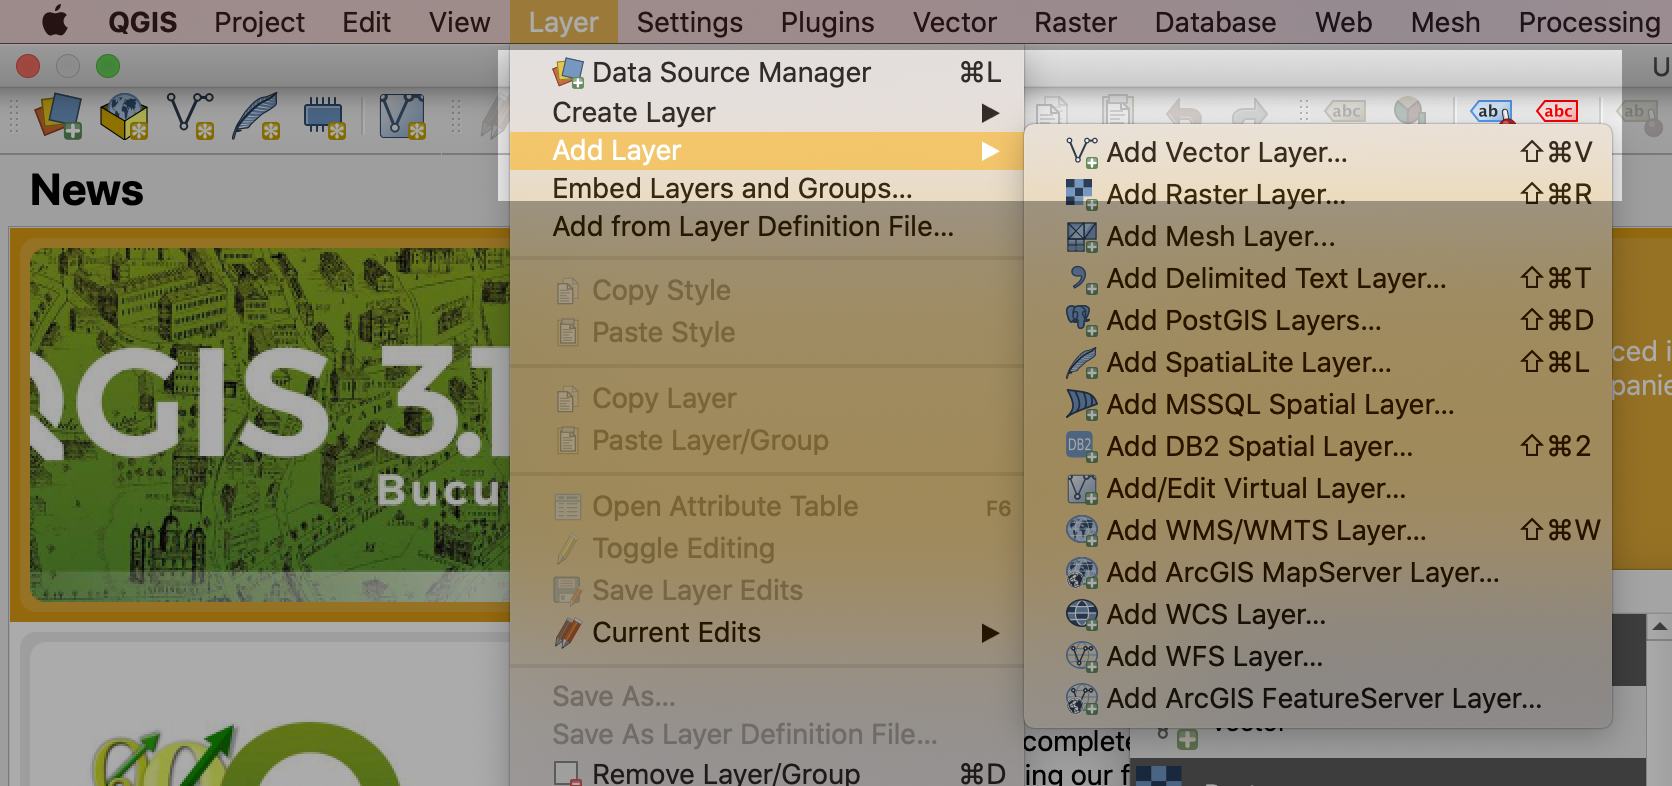 QGIS Project Edit View Layer Settings Plugins Vector Raster Database Web Mesh Processing
U
Data Source Manager ⌘L
Create Layer ▶
Add Layer ▶
Embed Layers and Groups...
Add from Layer Definition File...
Copy Style
Paste Style
Copy Layer
Paste Layer/Group
Open Attribute Table F6
Toggle Editing
Save Layer Edits
Current Edits ▶
Save As...
Save As Layer Definition File...
Remove Layer/Group ⌘D
abc ab abc ab
Add Vector Layer... ⇧⌘V
Add Raster Layer... ⇧⌘R
Add Mesh Layer...
Add Delimited Text Layer... ⇧⌘T
Add PostGIS Layers... ⇧⌘D
Add SpatiaLite Layer... ⇧⌘L
Add MSSQL Spatial Layer...
DB2 Add DB2 Spatial Layer... ⇧⌘2
Add/Edit Virtual Layer...
Add WMS/WMTS Layer... ⇧⌘W
Add ArcGIS MapServer Layer...
Add WCS Layer...
Add WFS Layer...
Add ArcGIS FeatureServer Layer...
News
QGIS 3.1
Bucu
ced i
panie
complete
ing our f
Vector